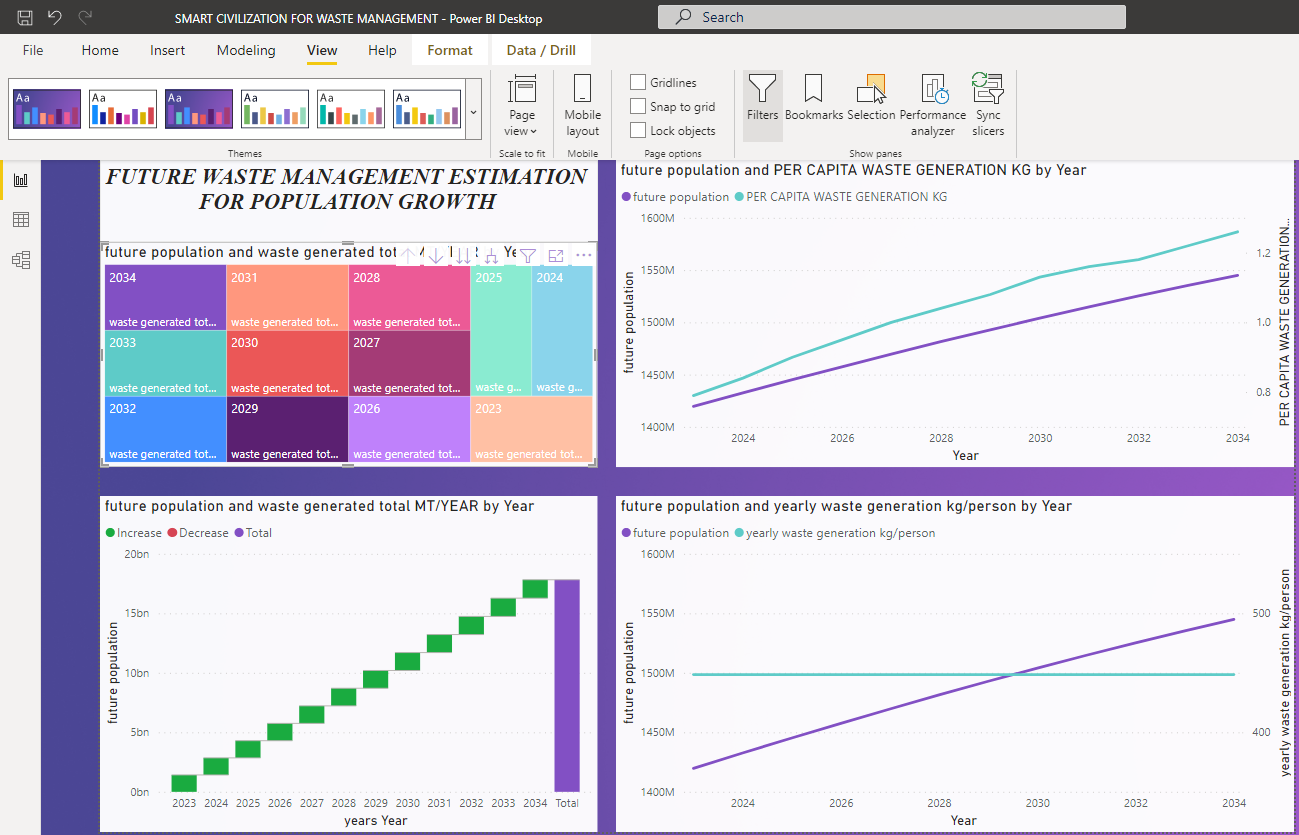 SMART CIVILIZATION FOR WASTE MANAGEMENT - Power BI Desktop
Search
File Home Insert Modeling View Help Format Data / Drill
Aa Aa Aa Aa Aa Aa
Themes
Page view
Scale to fit
Mobile layout
Mobile
Gridlines
Snap to grid
Lock objects
Page options
Filters
Bookmarks
Selection
Performance analyzer
Sync slicers
Show panes
FUTURE WASTE MANAGEMENT ESTIMATION
FOR POPULATION GROWTH
future population and waste generated tot
2034
waste generated tot...
2031
waste generated tot...
2028
waste generated tot...
2025
waste g...
2024
waste g...
2033
waste generated tot...
2030
waste generated tot...
2027
waste generated tot...
2032
waste generated tot...
2029
waste generated tot...
2026
waste generated tot...
2023
waste generated tot...
future population and PER CAPITA WASTE GENERATION KG by Year
future population PER CAPITA WASTE GENERATION KG
1600M
1550M
1500M
1450M
1400M
future population
1.2
1.0
0.8
PER CAPITA WASTE GENERATION...
2024 2026 2028 2030 2032 2034
Year
future population and waste generated total MT/YEAR by Year
Increase Decrease Total
20bn
15bn
10bn
5bn
0bn
future population
2023 2024 2025 2026 2027 2028 2029 2030 2031 2032 2033 2034 Total
years Year
future population and yearly waste generation kg/person by Year
future population yearly waste generation kg/person
1600M
1550M
1500M
1450M
1400M
future population
500
400
yearly waste generation kg/person
2024 2026 2028 2030 2032 2034
Year